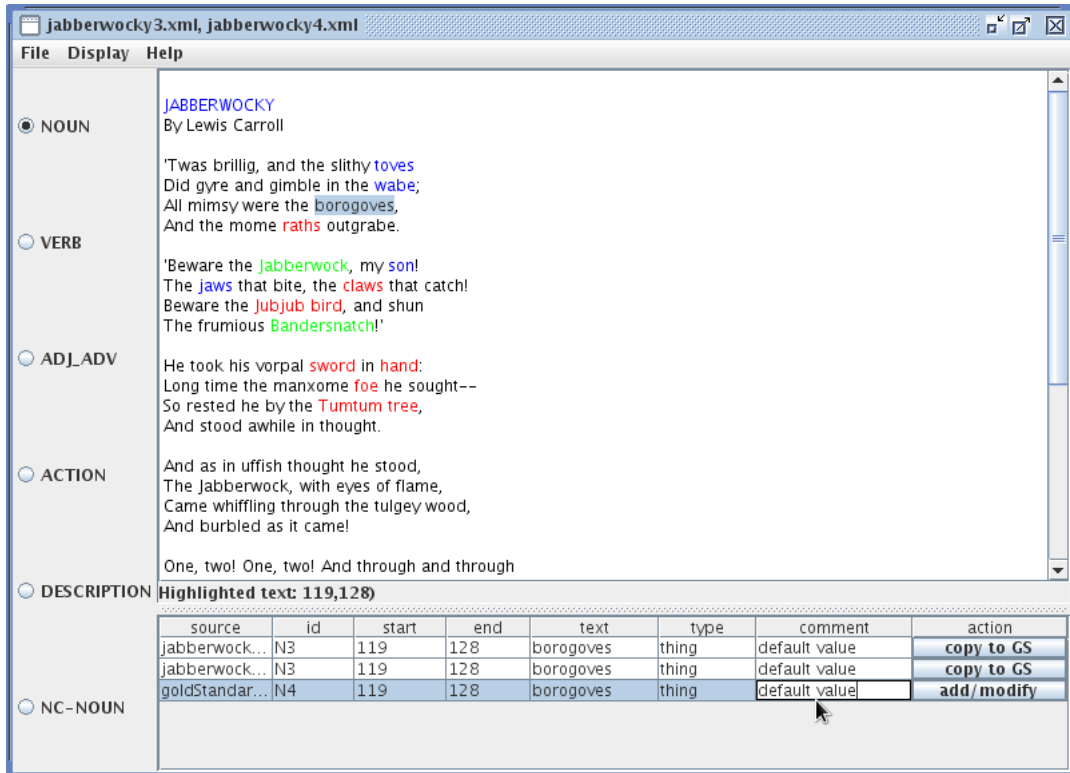 jabberwocky3.xml, jabberwocky4.xml
File Display Help
NOUN
VERB
ADJ_ADV
ACTION
DESCRIPTION
NC-NOUN
JABBERWOCKY
By Lewis Carroll
'Twas brillig, and the slithy toves
Did gyre and gimble in the wabe;
All mimsy were the borogoves,
And the mome raths outgrabe.
'Beware the Jabberwock, my son!
The jaws that bite, the claws that catch!
Beware the Jubjub bird, and shun
The frumious Bandersnatch!'
He took his vorpal sword in hand:
Long time the manxome foe he sought--
So rested he by the Tumtum tree,
And stood awhile in thought.
And as in uffish thought he stood,
The Jabberwock, with eyes of flame,
Came whiffling through the tulgey wood,
And burbled as it came!
One, two! One, two! And through and through
Highlighted text: 119,128)
source id start end text type comment action
jabberwock... N3 119 128 borogoves thing default value copy to GS
jabberwock... N3 119 128 borogoves thing default value copy to GS
goldStandar... N4 119 128 borogoves thing default value add/modify